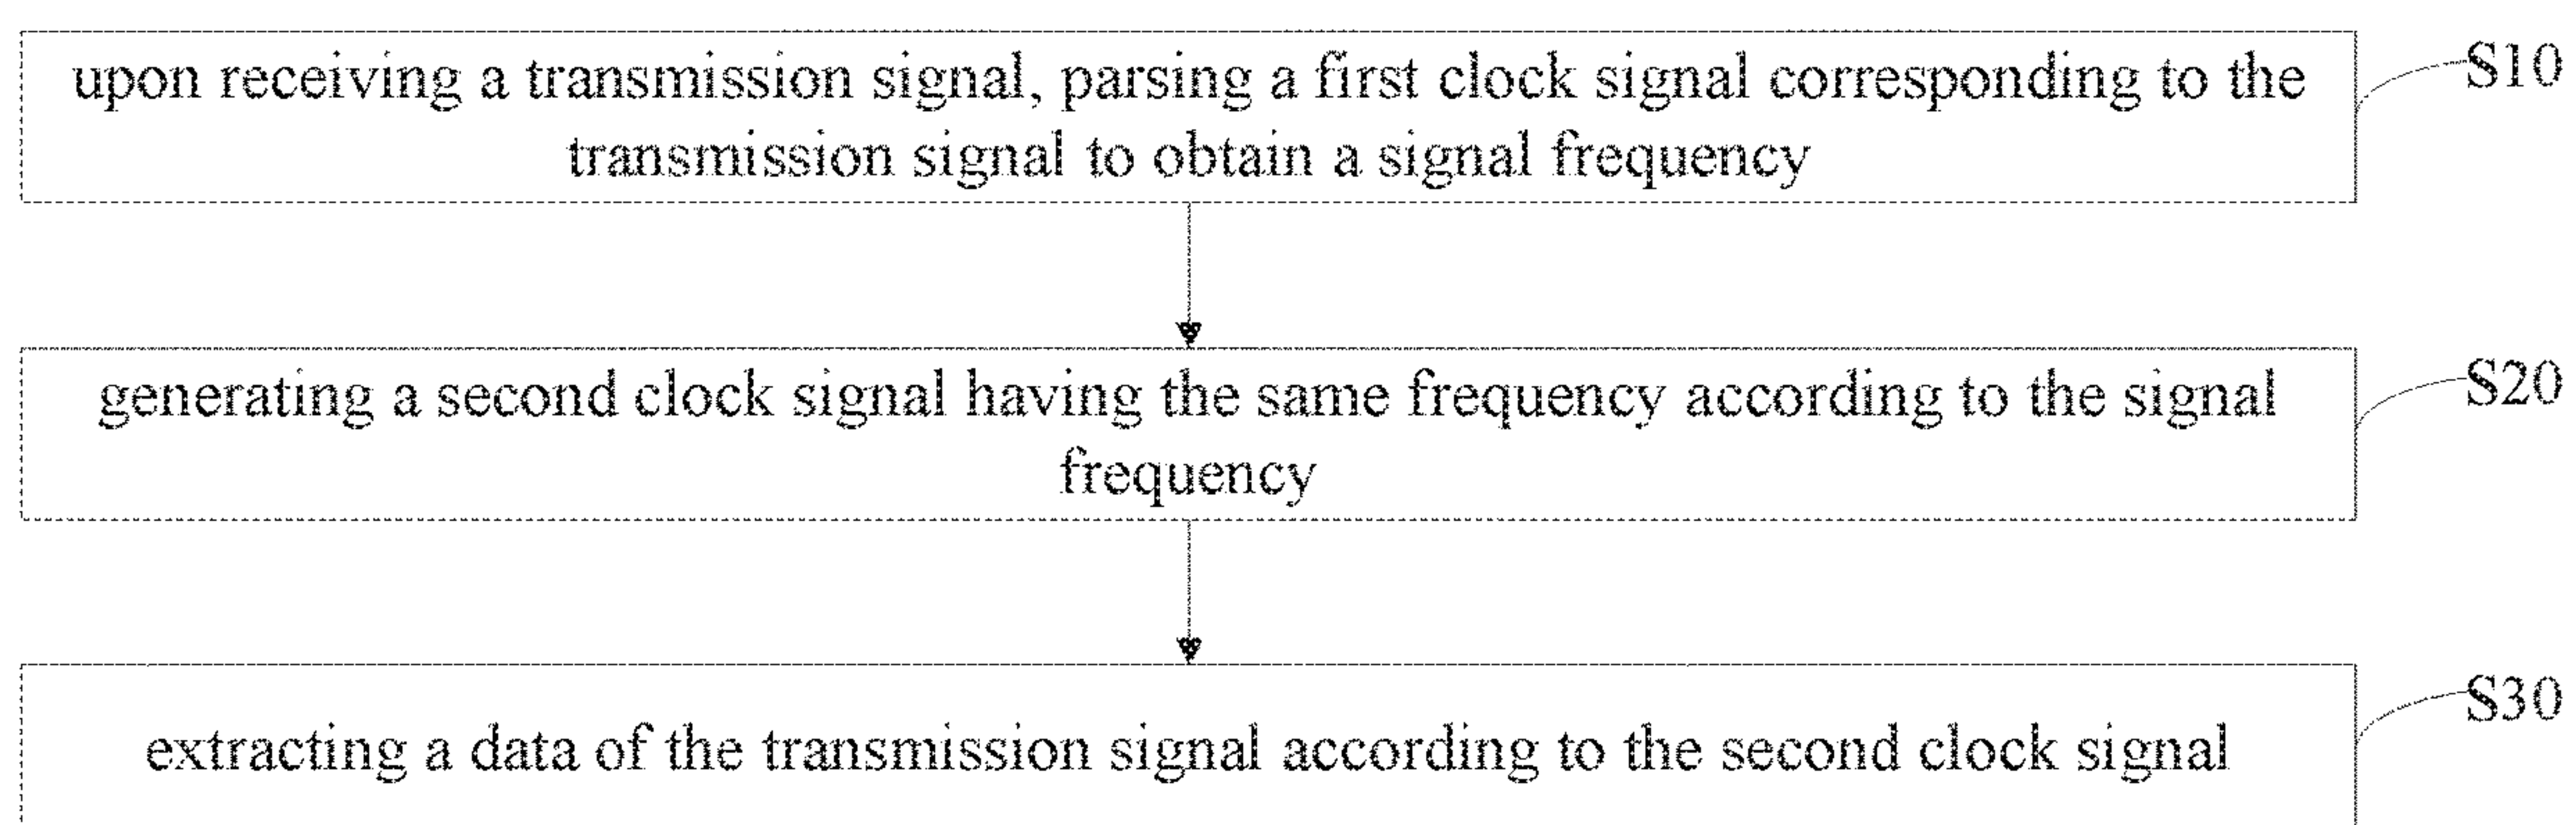 upon receiving a transmission signal, parsing a first clock signal corresponding to the
transmission signal to obtain a signal frequency
S10
generating a second clock signal having the same frequency according to the signal
frequency
S20
extracting a data of the transmission signal according to the second clock signal
S30